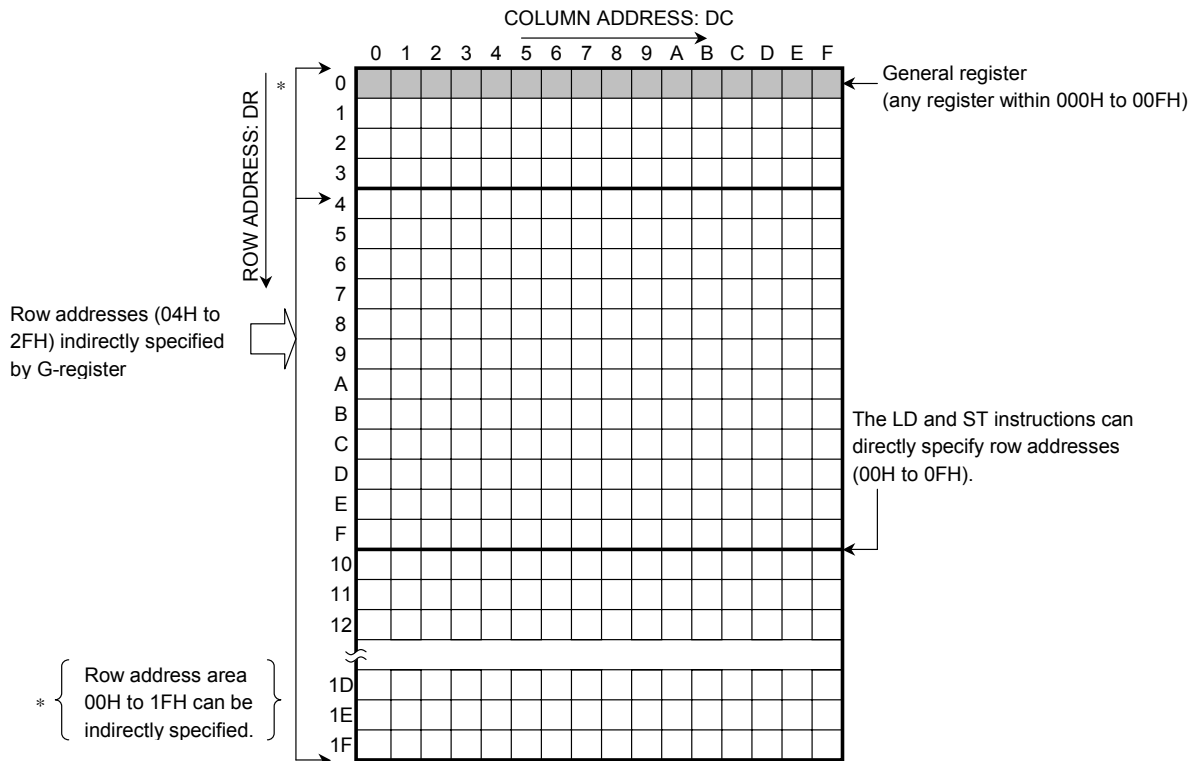 COLUMN ADDRESS: DC
0 1 2 3 4 5 6 7 8 9 A B C D E F
ROW ADDRESS: DR
*
0
1
2
3
4
5
6
7
8
9
A
B
C
D
E
F
10
11
12
1D
1E
1F
General register
(any register within 000H to 00FH)
Row addresses (04H to
2FH) indirectly specified
by G-register
The LD and ST instructions can
directly specify row addresses
(00H to 0FH).
*
Row address area
00H to 1FH can be
indirectly specified.